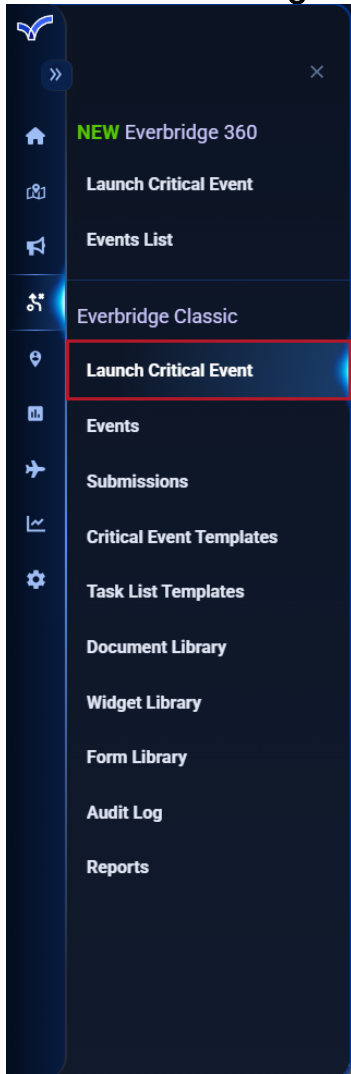 NEW Everbridge 360
Launch Critical Event
Events List
Everbridge Classic
Launch Critical Event
Events
Submissions
Critical Event Templates
Task List Templates
Document Library
Widget Library
Form Library
Audit Log
Reports